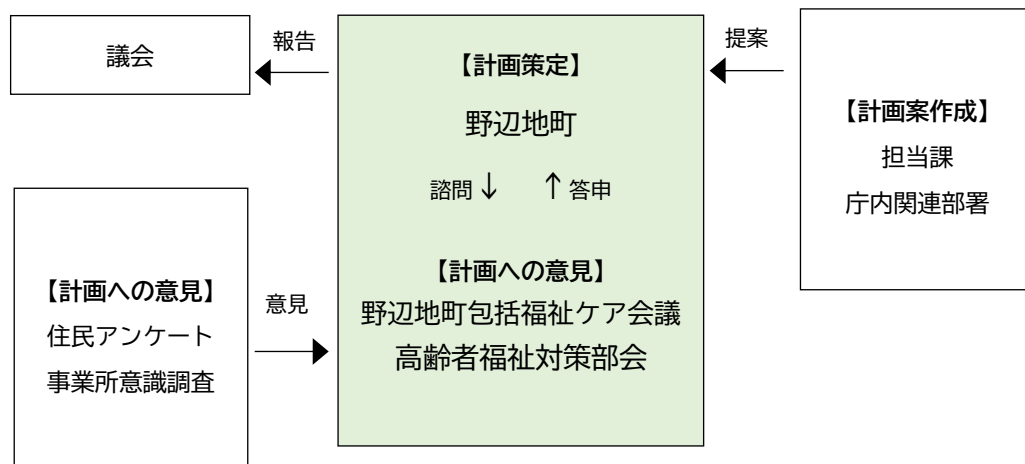 議会
報告
【計画策定】
野辺地町
諮問↓ ↑答申
【計画への意見】
野辺地町包括福祉ケア会議
高齢者福祉対策部会
提案
【計画案作成】
担当課
庁内関連部署
【計画への意見】
住民アンケート
事業所意識調査
意見